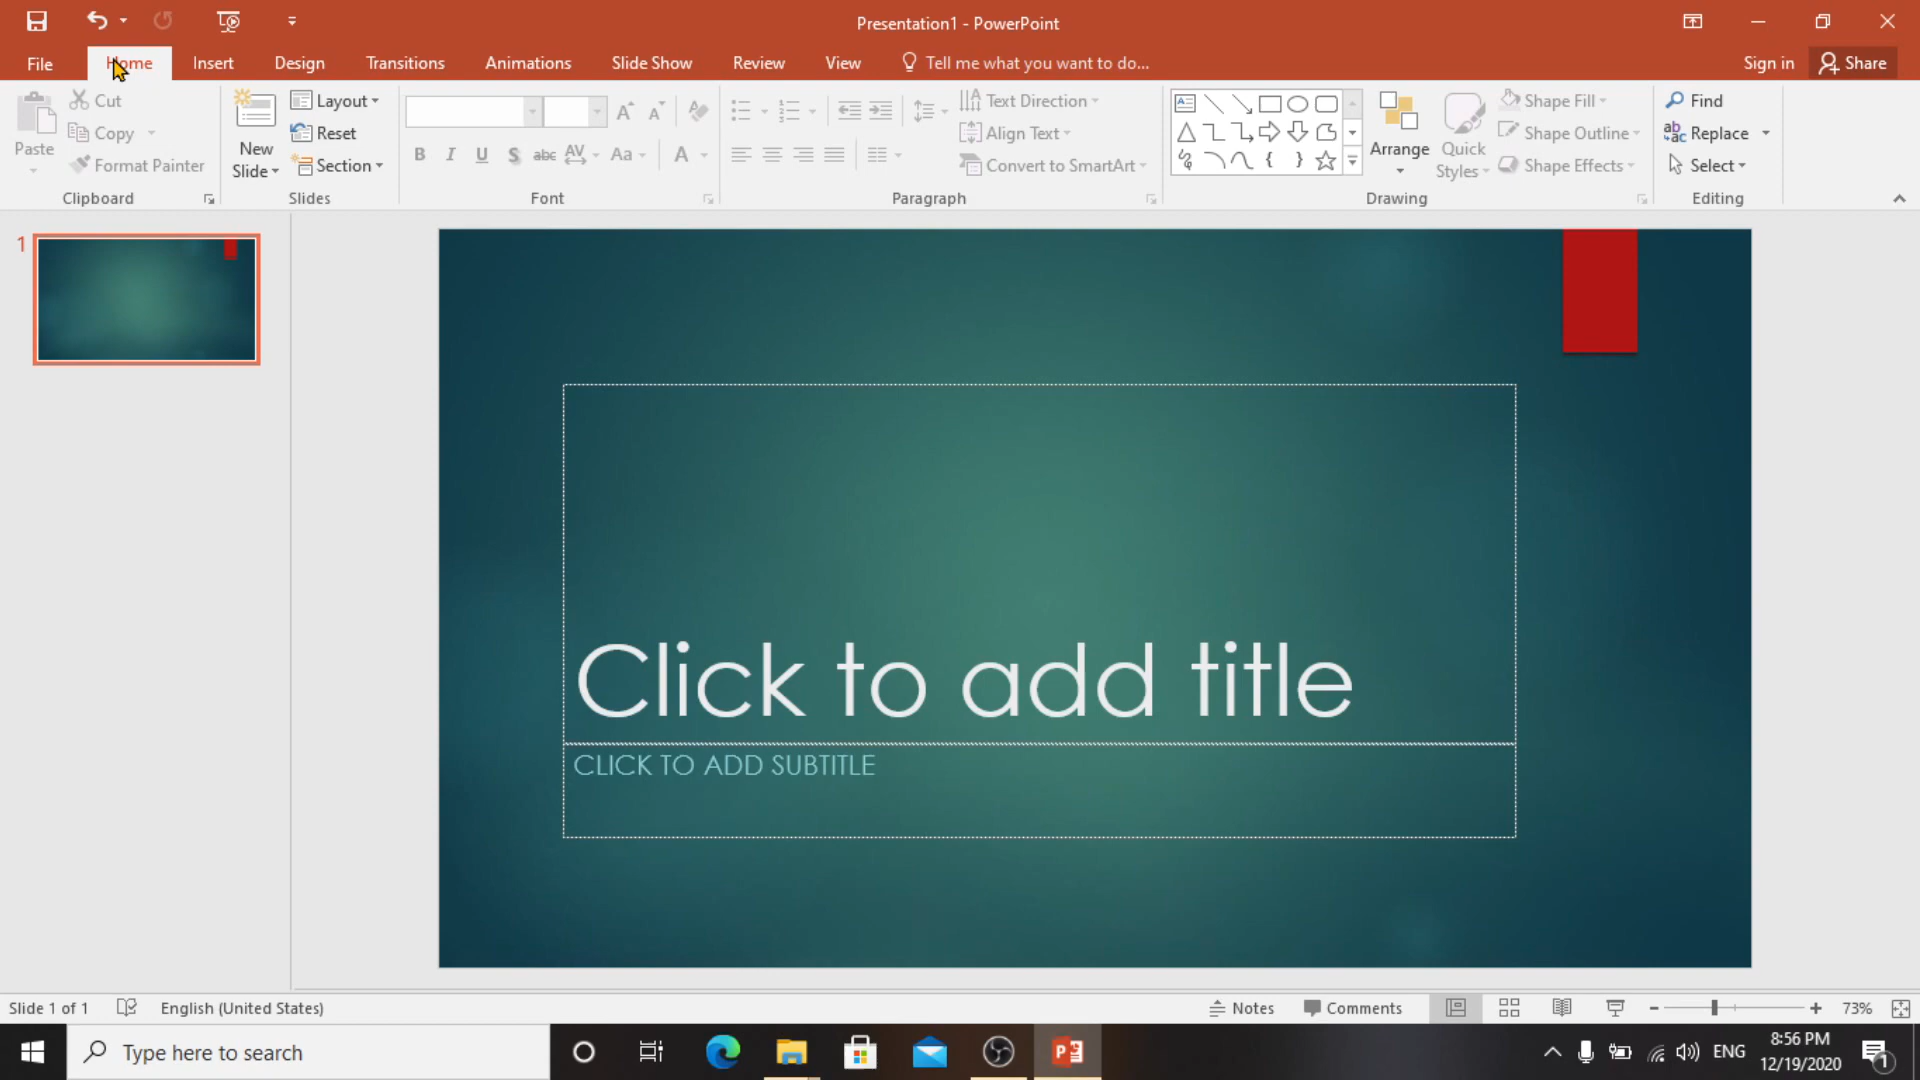 Presentation1 - PowerPoint
File Home Insert Design Transitions Animations Slide Show Review View Tell me what you want to do... Sign in Share
Paste Cut Copy Format Painter
Clipboard
New Slide Layout Reset Section
Slides
B I U S abc AV Aa A
Font
Text Direction Align Text Convert to SmartArt
Paragraph
Arrange Quick Styles Shape Fill Shape Outline Shape Effects
Drawing
Find Replace Select
Editing
1
Click to add title
CLICK TO ADD SUBTITLE
Slide 1 of 1 English (United States) Notes Comments 73%
Type here to search
ENG 8:56 PM
12/19/2020
1